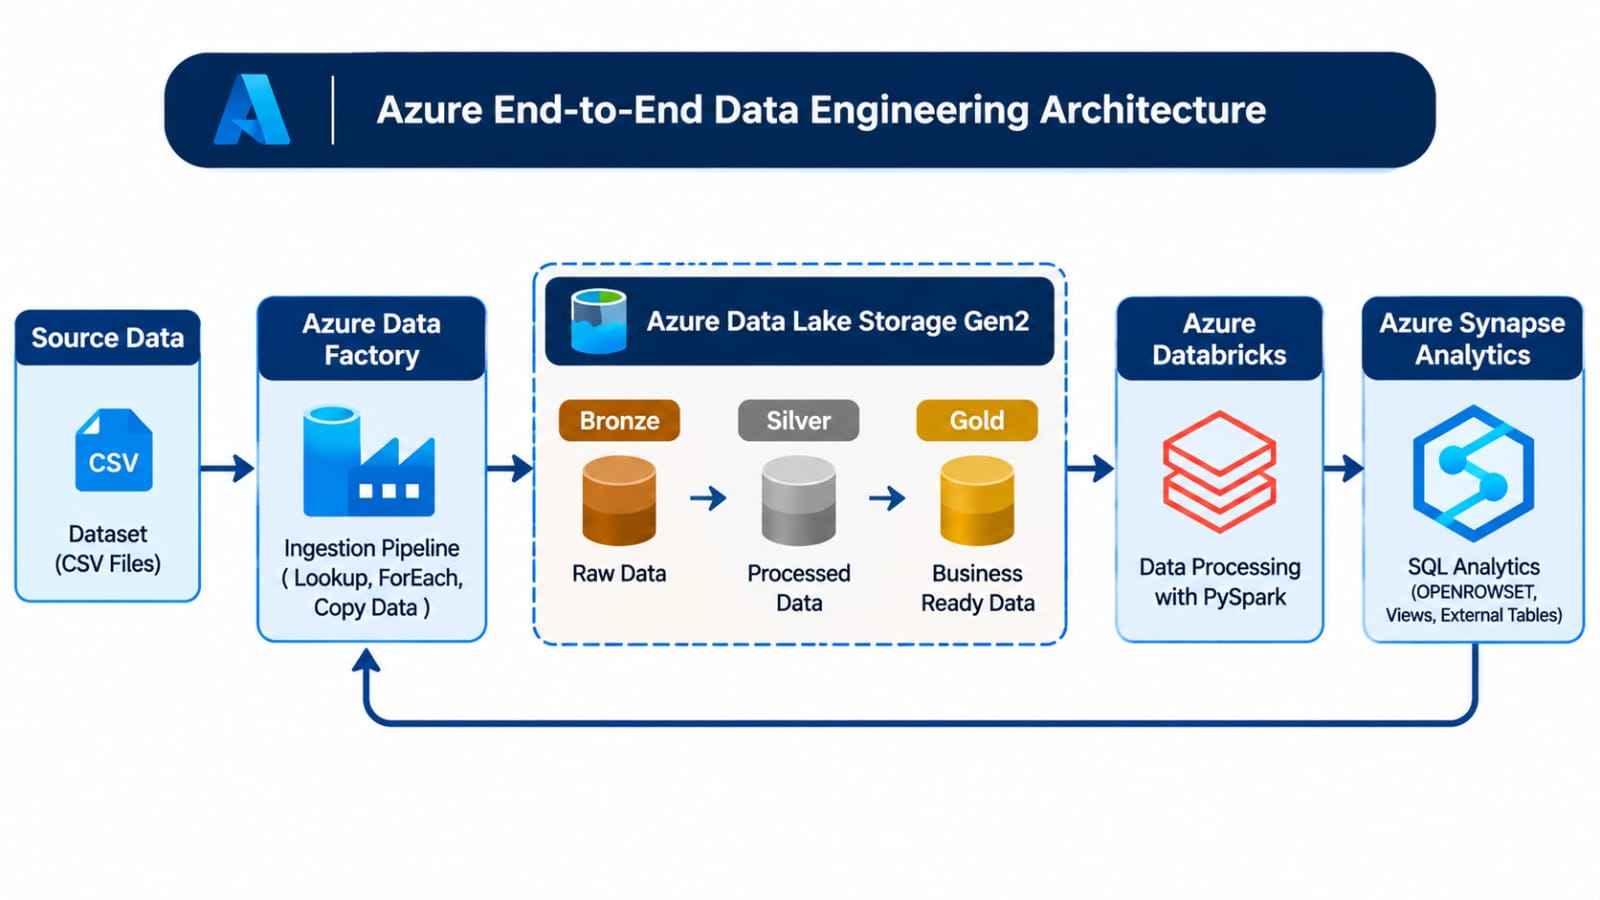 Azure End-to-End Data Engineering Architecture
Source Data
CSV
Dataset
(CSV Files)
Azure Data
Factory
Ingestion Pipeline
( Lookup, ForEach,
Copy Data )
Azure Data Lake Storage Gen2
Bronze
Raw Data
Silver
Processed
Data
Gold
Business
Ready Data
Azure
Databricks
Data Processing
with PySpark
Azure Synapse
Analytics
SQL Analytics
(OPENROWSET,
Views, External Tables)